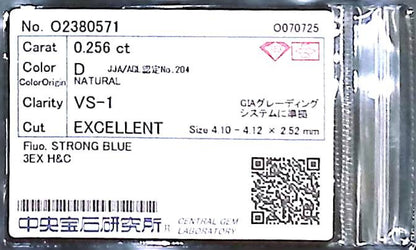 No. O2380571 O070725
Carat 0.256 ct
Color D JJA/AGL認定No.204
ColorOrigin NATURAL
Clarity VS-1 GIAグレーディング
システムに準拠
Cut EXCELLENT Size 4.10 - 4.12 × 2.52 mm
Fluo. STRONG BLUE
3EX H&C
中央宝石研究所 CENTRAL GEM
LABORATORY